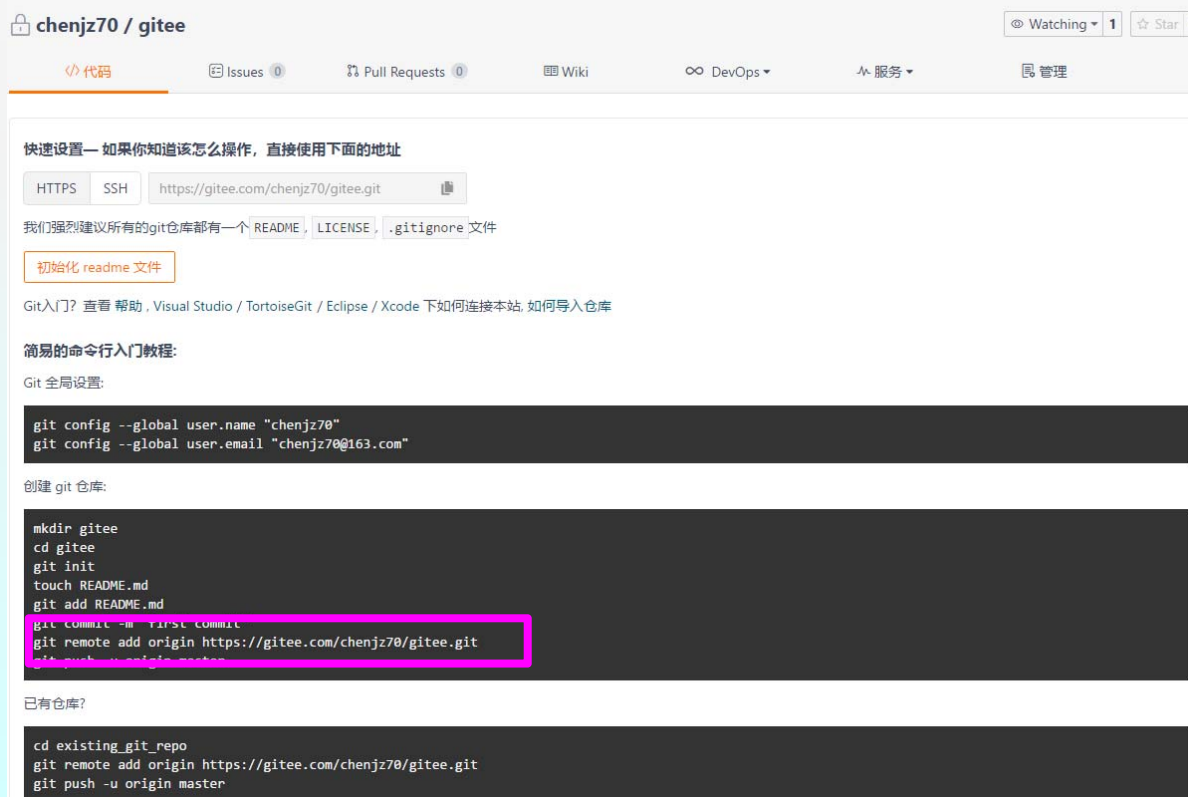 chenjz70 / gitee
Watching 1 Star
代码 Issues 0 Pull Requests 0 Wiki DevOps 服务 管理
快速设置— 如果你知道该怎么操作，直接使用下面的地址
HTTPS SSH https://gitee.com/chenjz70/gitee.git
我们强烈建议所有的git仓库都有一个 README , LICENSE , .gitignore 文件
初始化 readme 文件
Git入门？查看 帮助 , Visual Studio / TortoiseGit / Eclipse / Xcode 下如何连接本站, 如何导入仓库
简易的命令行入门教程:
Git 全局设置:
git config --global user.name "chenjz70"
git config --global user.email "chenjz70@163.com"
创建 git 仓库:
mkdir gitee
cd gitee
git init
touch README.md
git add README.md
git commit -m first commit
git remote add origin https://gitee.com/chenjz70/gitee.git
git push -u origin master
已有仓库?
cd existing_git_repo
git remote add origin https://gitee.com/chenjz70/gitee.git
git push -u origin master